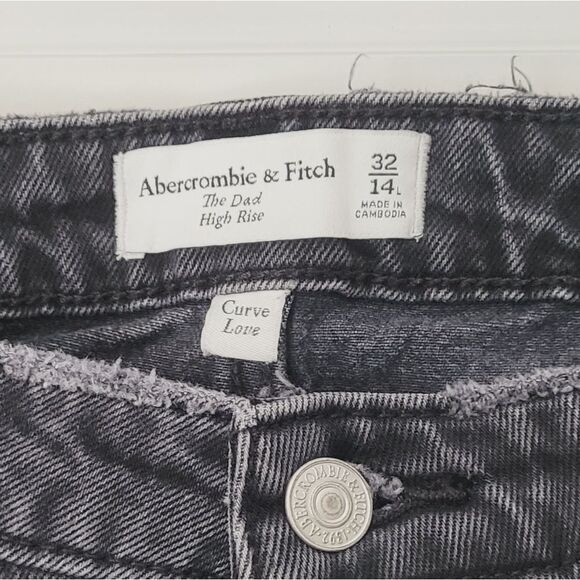 Abercrombie & Fitch
The Dad
High Rise
32
14L
MADE IN
CAMBODIA
Curve
Love
ABERCROMBIE & FITCH 1892